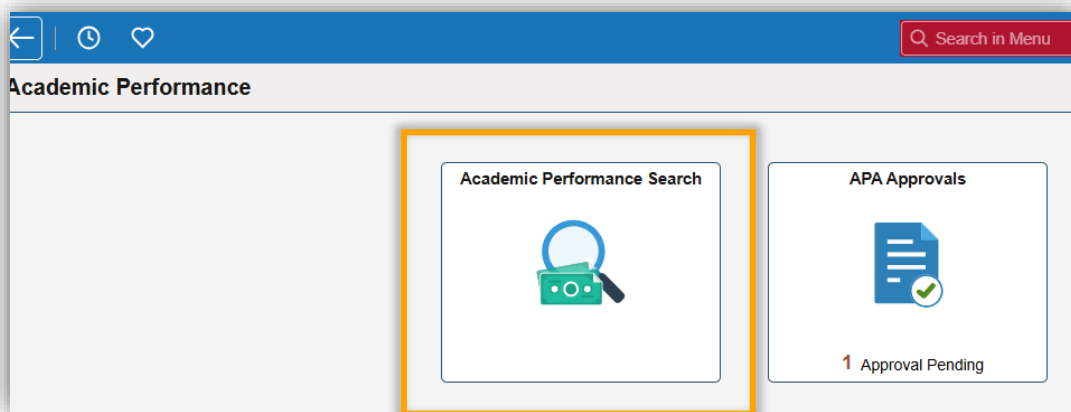 Search in Menu
Academic Performance
Academic Performance Search
APA Approvals
1 Approval Pending